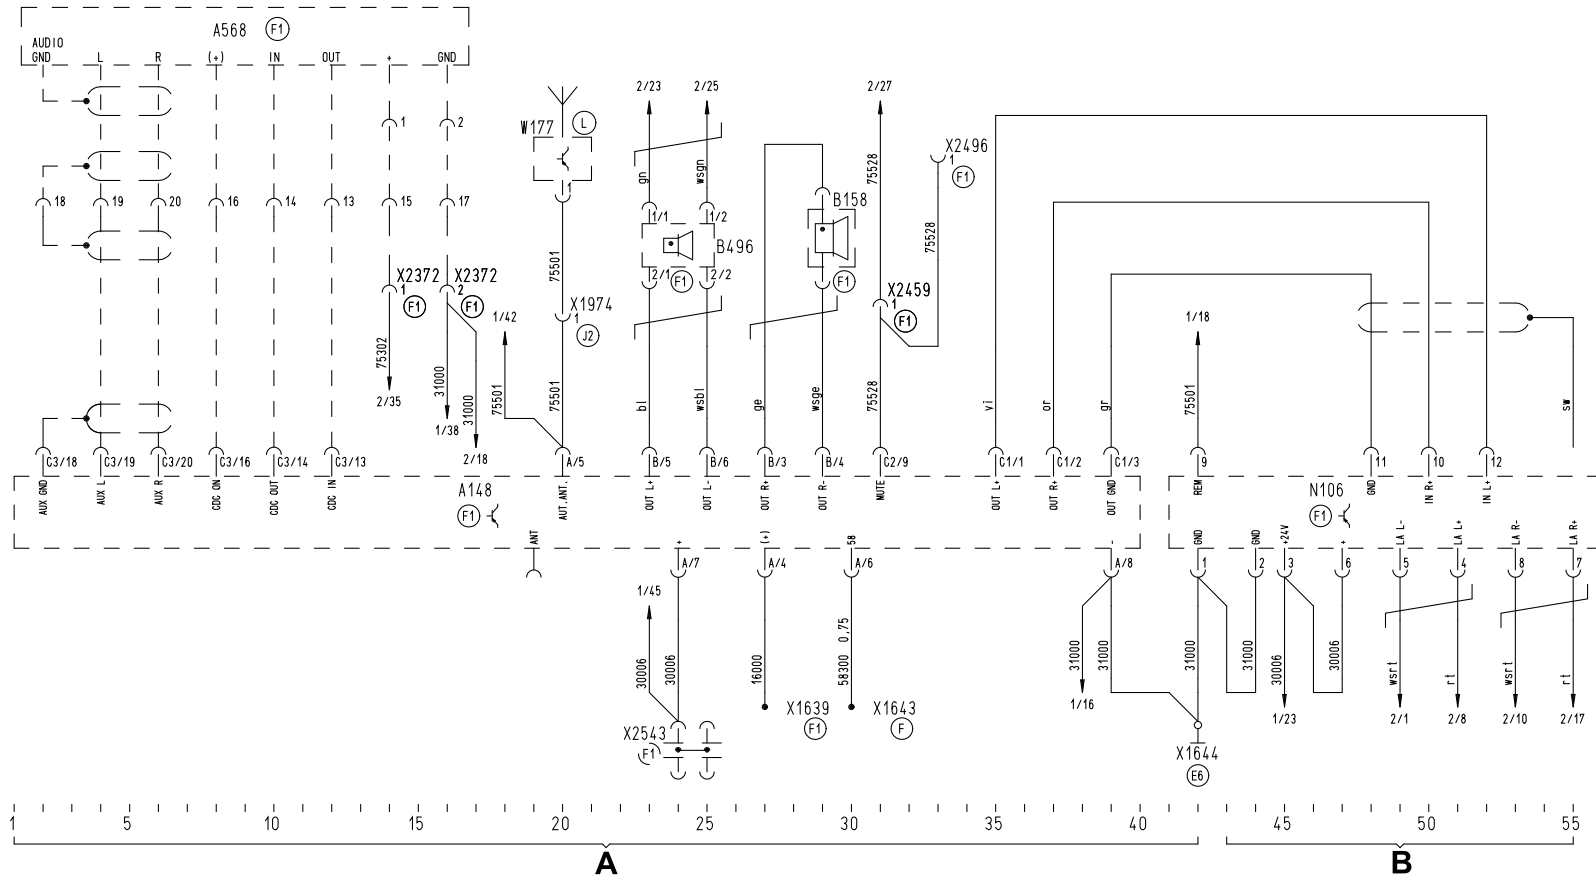 A568 F1
AUDIO
GND L R (+) IN OUT + GND
2/23 2/25 2/27
1 2 W177 L X2496
1 F1
gn wsgn 75528
1 B158
18 19 20 16 14 13 15 17
1/1 1/2
B496
75501 75528
2/1 F1 2/2 F1
X2372 X2372
1 2
F1 F1
X2459
1
F1
X1974
1
J2
1/42 1/18
75302 31000 31000 75501 75501 bl wsbl ge wsge 75528 vi or gr 75501 sw
2/35 1/38 2/18
C3/18 C3/19 C3/20 C3/16 C3/14 C3/13 A/5 B/5 B/6 B/3 B/4 C2/9 C1/1 C1/2 C1/3 9 11 10 12
AUX GND AUX L AUX R CDC ON CDC OUT CDC IN AUT.ANT. OUT L+ OUT L- OUT R+ OUT R- MUTE OUT L+ OUT R+ OUT GND REM GND IN R+ IN L+
A148 N106
F1 F1
ANT + (+) 58 - GND GND +24V + LA L- LA L+ LA R- LA R+
A/7 A/4 A/6 A/8 1 2 3 6 5 4 8 7
1/45
30006 30006 16000 58300 0,75 31000 31000 31000 31000 30006 30006 wsrt rt wsrt rt
1/16 1/23 2/1 2/8 2/10 2/17
X2543 X1639 X1643
F1 F1 F
X1644
E6
1 5 10 15 20 25 30 35 40 45 50 55
A B